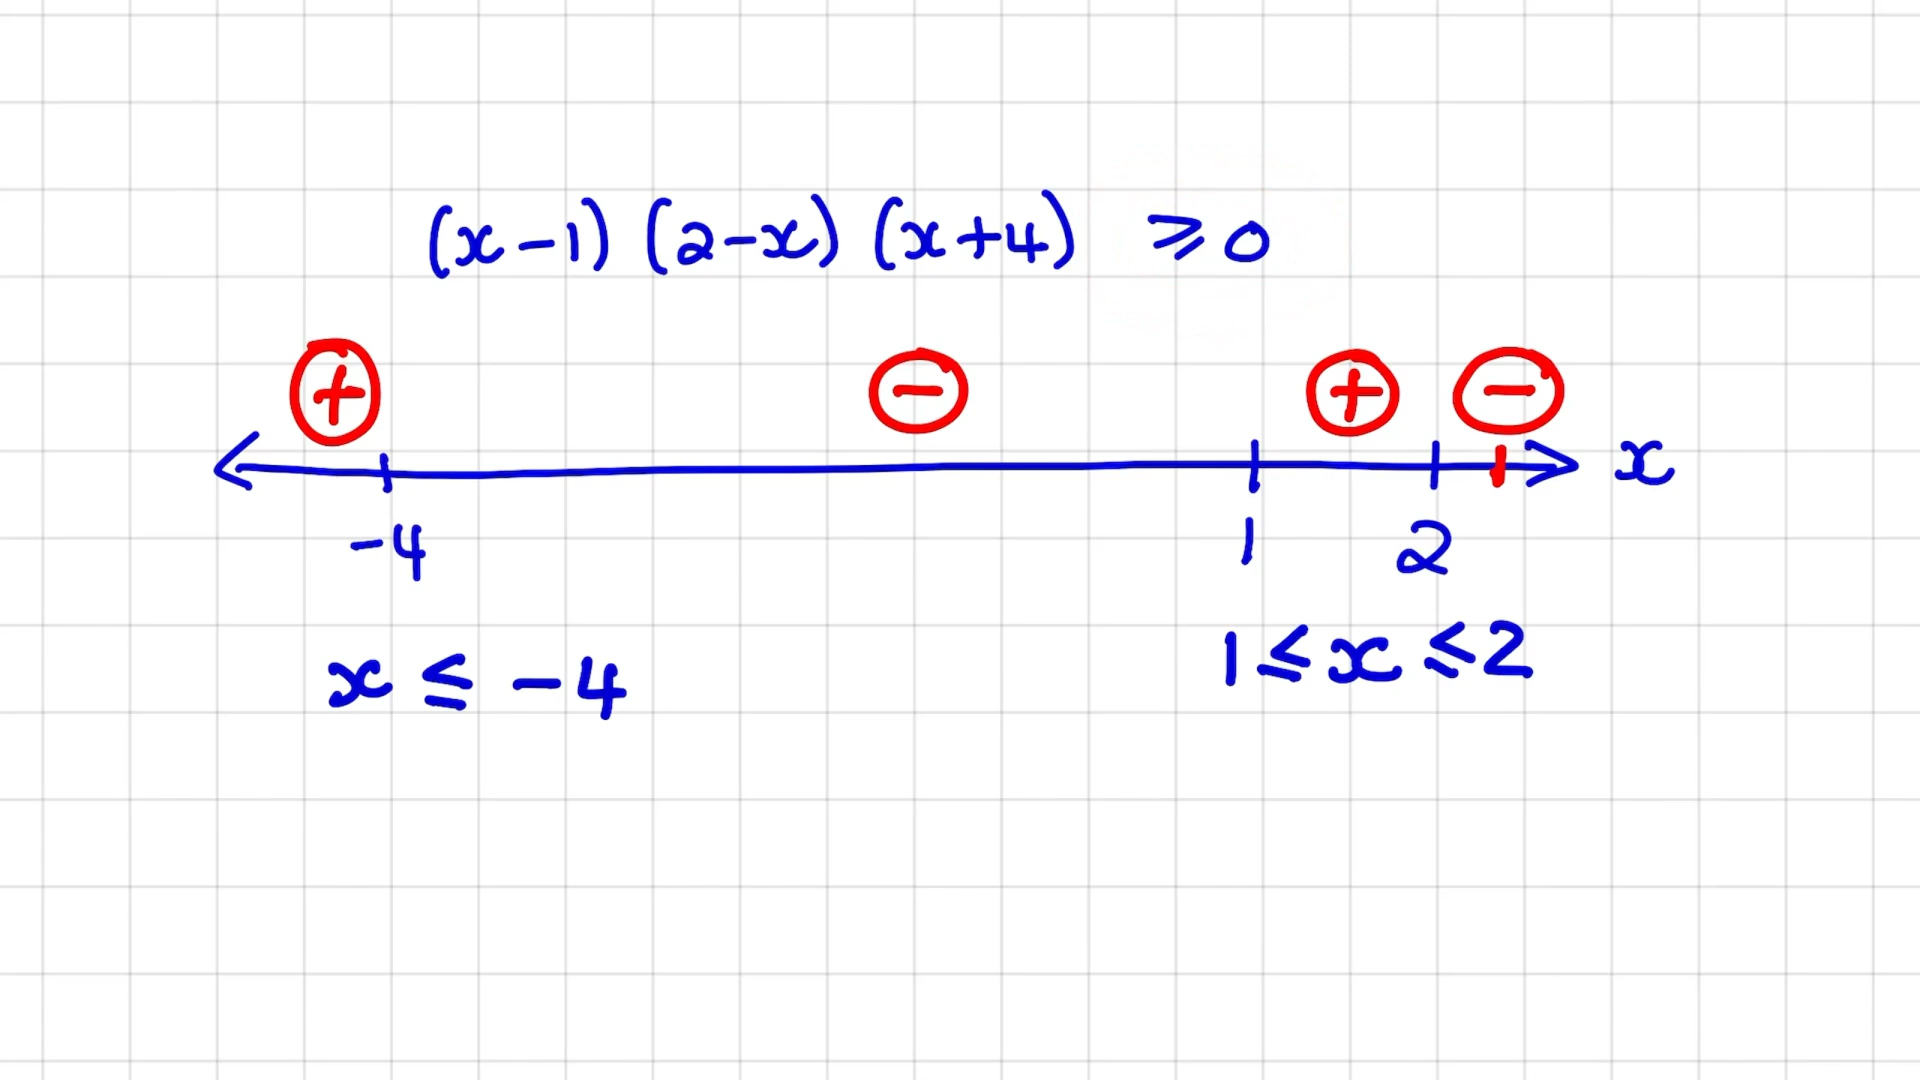 (x-1) (2-x) (x+4) ≥ 0
+ - + -
x
-4 1 2
x ≤ -4 1 ≤ x ≤ 2